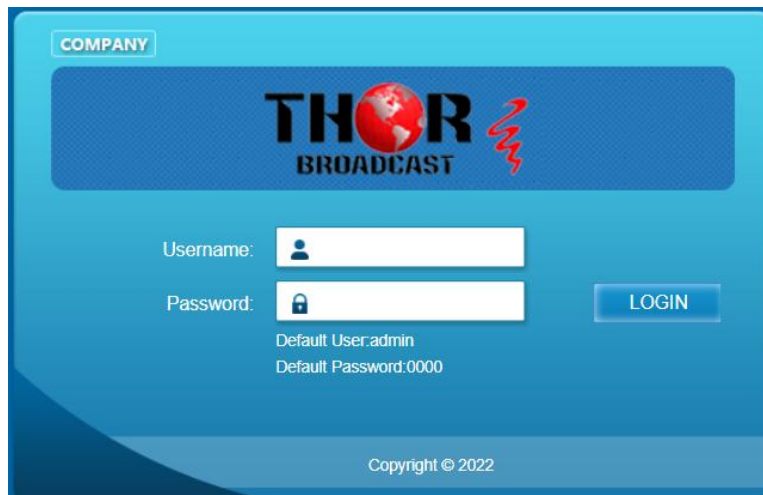 COMPANY
THOR
BROADCAST
Username:
Password:
LOGIN
Default User:admin
Default Password:0000
Copyright © 2022